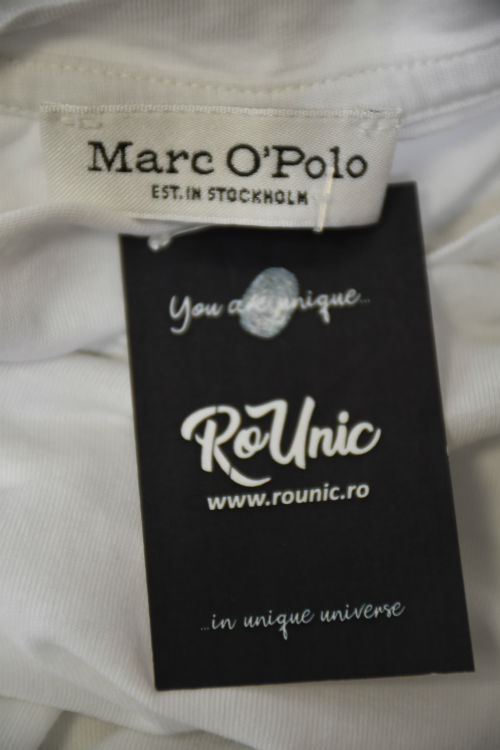 Marc O'Polo
EST. IN STOCKHOLM
You are unique...
RoUnic
www.rounic.ro
...in unique universe